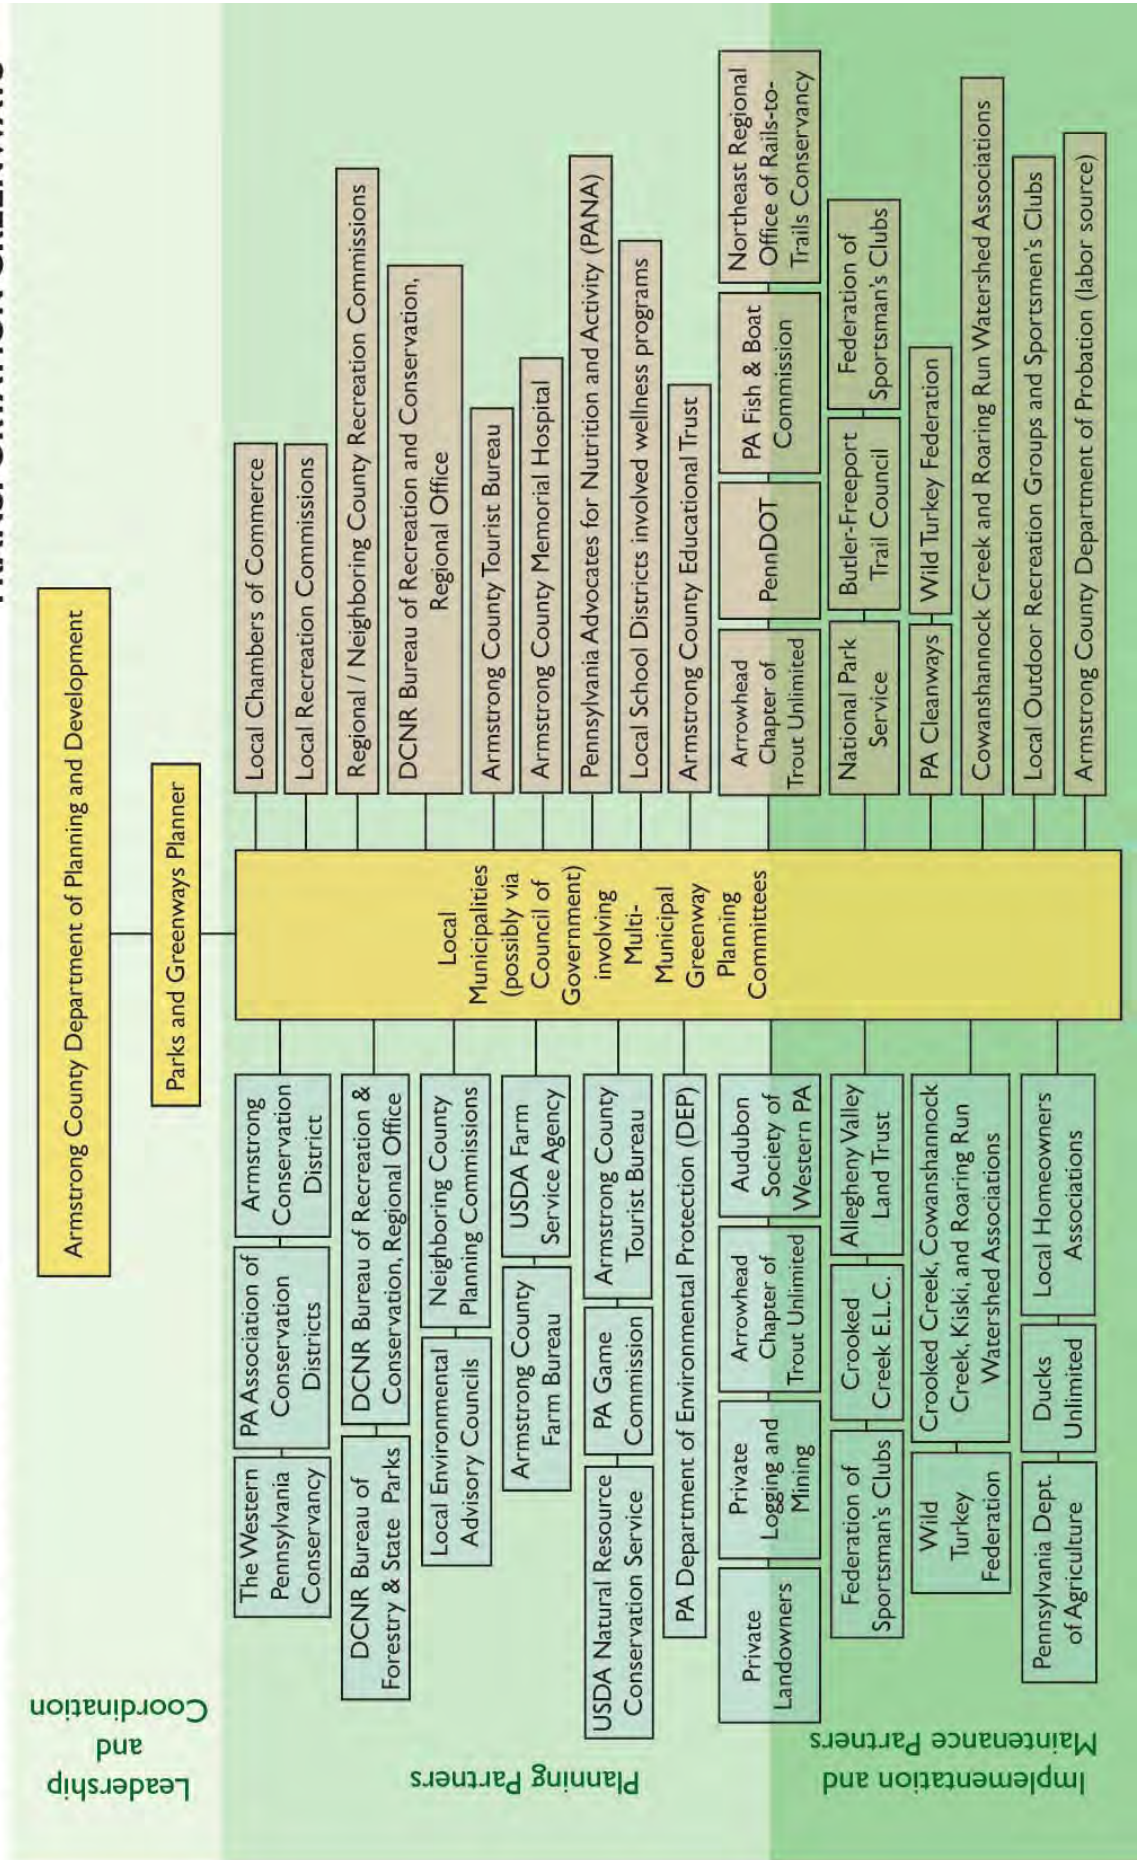 Armstrong County Department of Planning and Development
Parks and Greenways Planner
Leadership
and
Coordination
Planning Partners
Implementation and
Maintenance Partners
Local
Municipalities
(possibly via
Council of
Government)
involving
Multi-
Municipal
Greenway
Planning
Committees
The Western
Pennsylvania
Conservancy
PA Association of
Conservation
Districts
Armstrong
Conservation
District
DCNR Bureau of
Forestry & State Parks
DCNR Bureau of Recreation &
Conservation, Regional Office
Local Environmental
Advisory Councils
Neighboring County
Planning Commissions
Armstrong County
Farm Bureau
USDA Farm
Service Agency
USDA Natural Resource
Conservation Service
PA Game
Commission
Armstrong County
Tourist Bureau
PA Department of Environmental Protection (DEP)
Private
Landowners
Private
Logging and
Mining
Arrowhead
Chapter of
Trout Unlimited
Audubon
Society of
Western PA
Federation of
Sportsman's Clubs
Crooked
Creek E.L.C.
Allegheny Valley
Land Trust
Wild
Turkey
Federation
Crooked Creek, Cowanshannock
Creek, Kiski, and Roaring Run
Watershed Associations
Pennsylvania Dept.
of Agriculture
Ducks
Unlimited
Local Homeowners
Associations
Local Chambers of Commerce
Local Recreation Commissions
Regional / Neighboring County Recreation Commissions
DCNR Bureau of Recreation and Conservation,
Regional Office
Armstrong County Tourist Bureau
Armstrong County Memorial Hospital
Pennsylvania Advocates for Nutrition and Activity (PANA)
Local School Districts involved wellness programs
Armstrong County Educational Trust
Arrowhead
Chapter of
Trout Unlimited
PennDOT
PA Fish & Boat
Commission
Northeast Regional
Office of Rails-to-
Trails Conservancy
National Park
Service
Butler-Freeport
Trail Council
Federation of
Sportsman's Clubs
PA Cleanways
Wild Turkey Federation
Cowanshannock Creek and Roaring Run Watershed Associations
Local Outdoor Recreation Groups and Sportsmen's Clubs
Armstrong County Department of Probation (labor source)